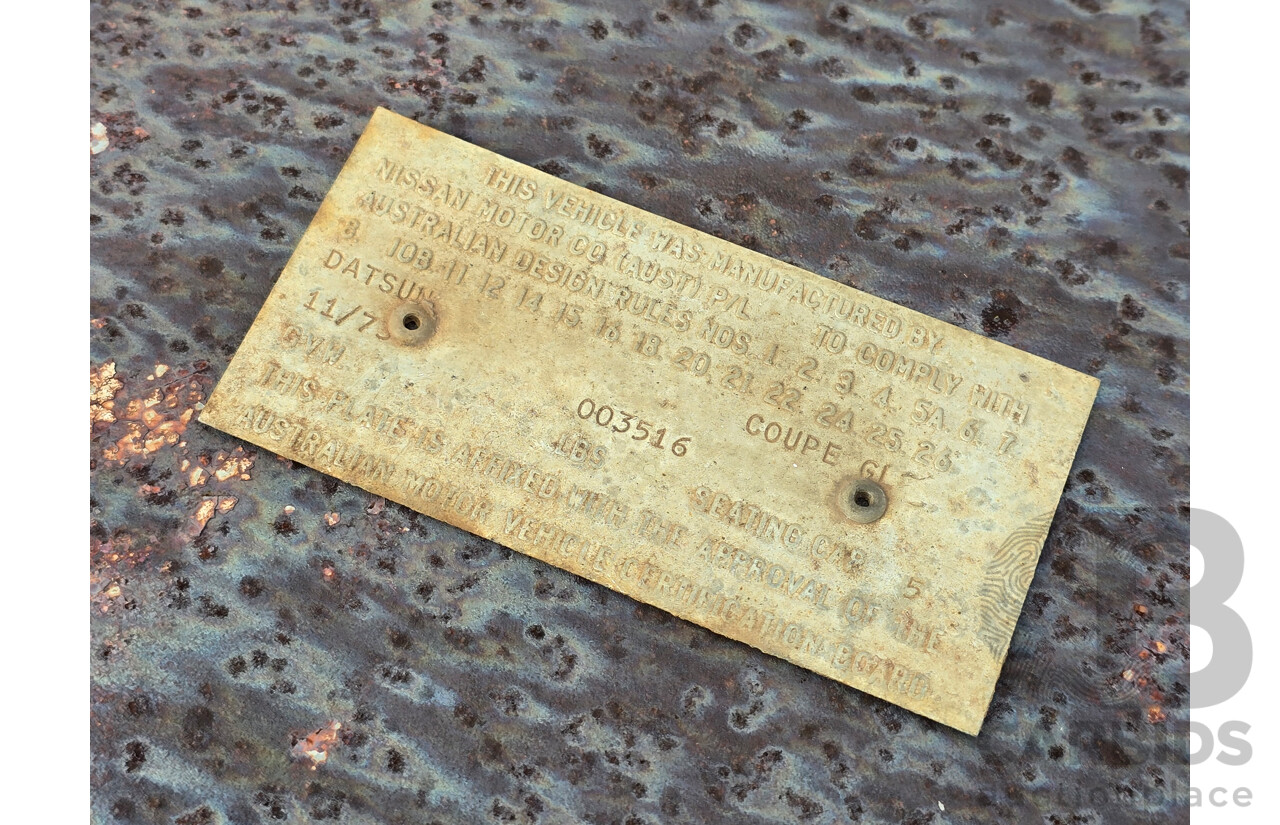 THIS VEHICLE WAS MANUFACTURED BY
NISSAN MOTOR CO. (AUST) P/L TO COMPLY WITH
AUSTRALIAN DESIGN RULES NOS. 1. 2. 3. 4. 5A. 6. 7.
8. 10B. 11. 12. 14. 15. 16. 18. 20. 21. 22. 24. 25. 26.
DATSUN COUPE GL
11/7 003516
G.V.W. LBS SEATING CAP. 5
THIS PLATE IS AFFIXED WITH THE APPROVAL OF THE
AUSTRALIAN MOTOR VEHICLE CERTIFICATION BOARD